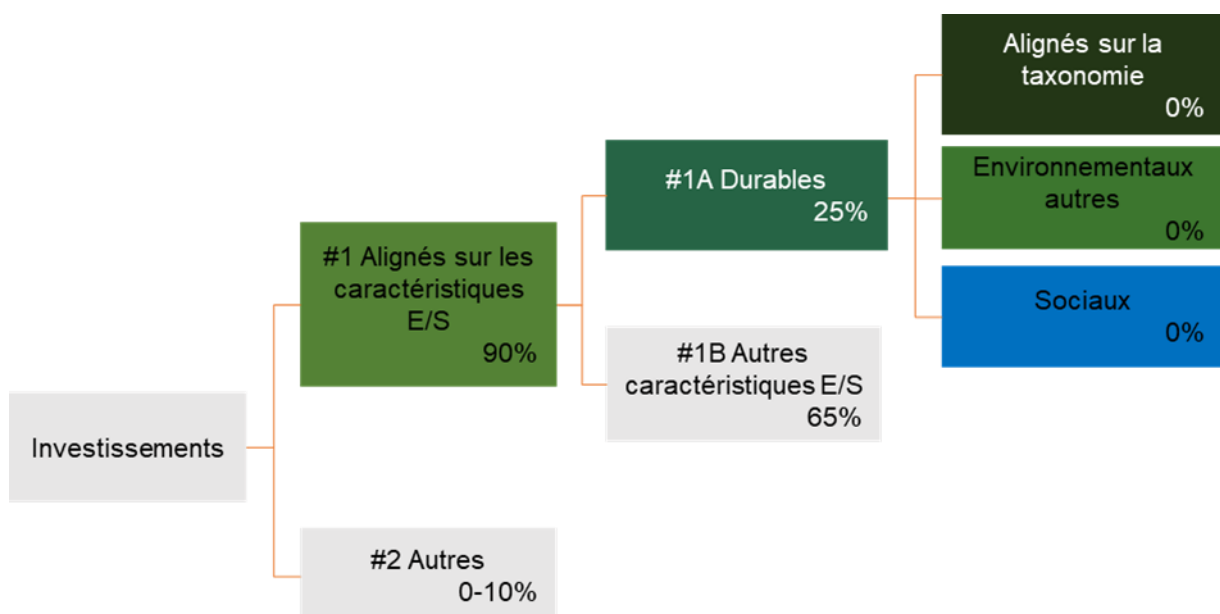 Investissements
#1 Alignés sur les
caractéristiques
E/S
90%
#2 Autres
0-10%
#1A Durables
25%
#1B Autres
caractéristiques E/S
65%
Alignés sur la
taxonomie
0%
Environnementaux
autres
0%
Sociaux
0%